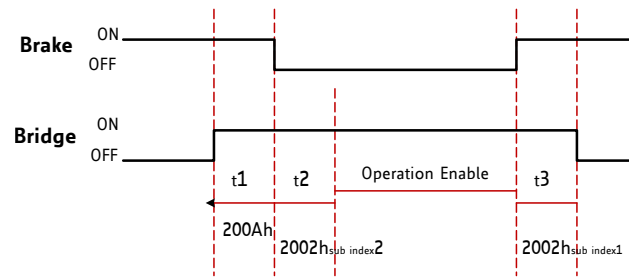 Brake
ON
OFF
Bridge
ON
OFF
t1
t2
Operation Enable
t3
200Ah
2002hsub index2
2002hsub index1